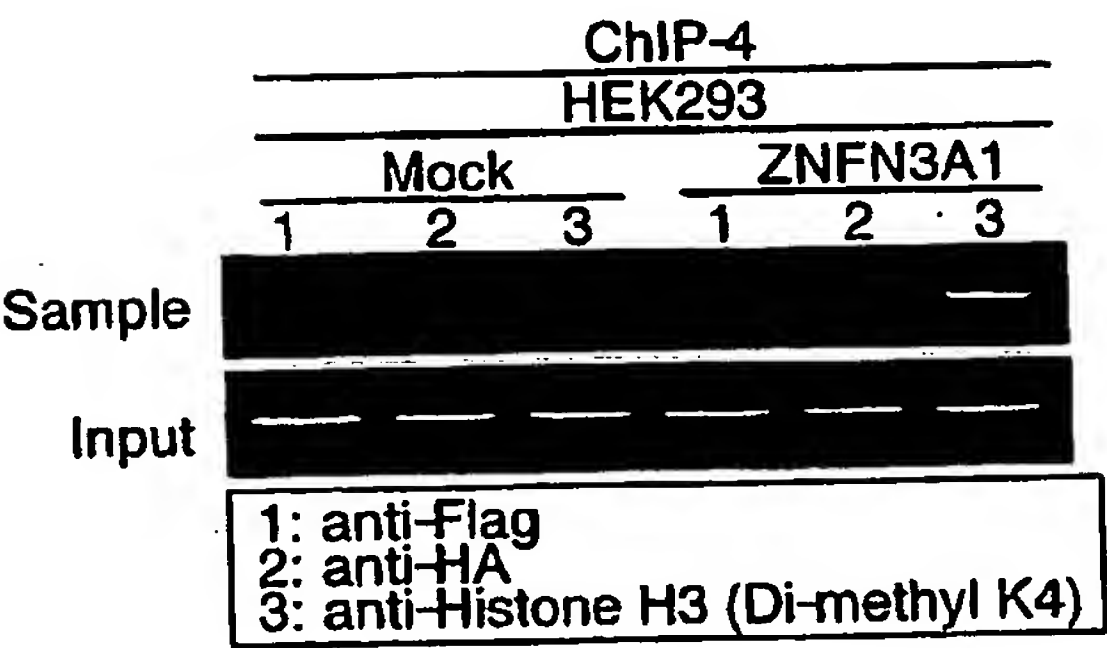 ChIP-4
HEK293
Mock ZNFN3A1
1 2 3 1 2 3
Sample
Input
1: anti-Flag
2: anti-HA
3: anti-Histone H3 (Di-methyl K4)